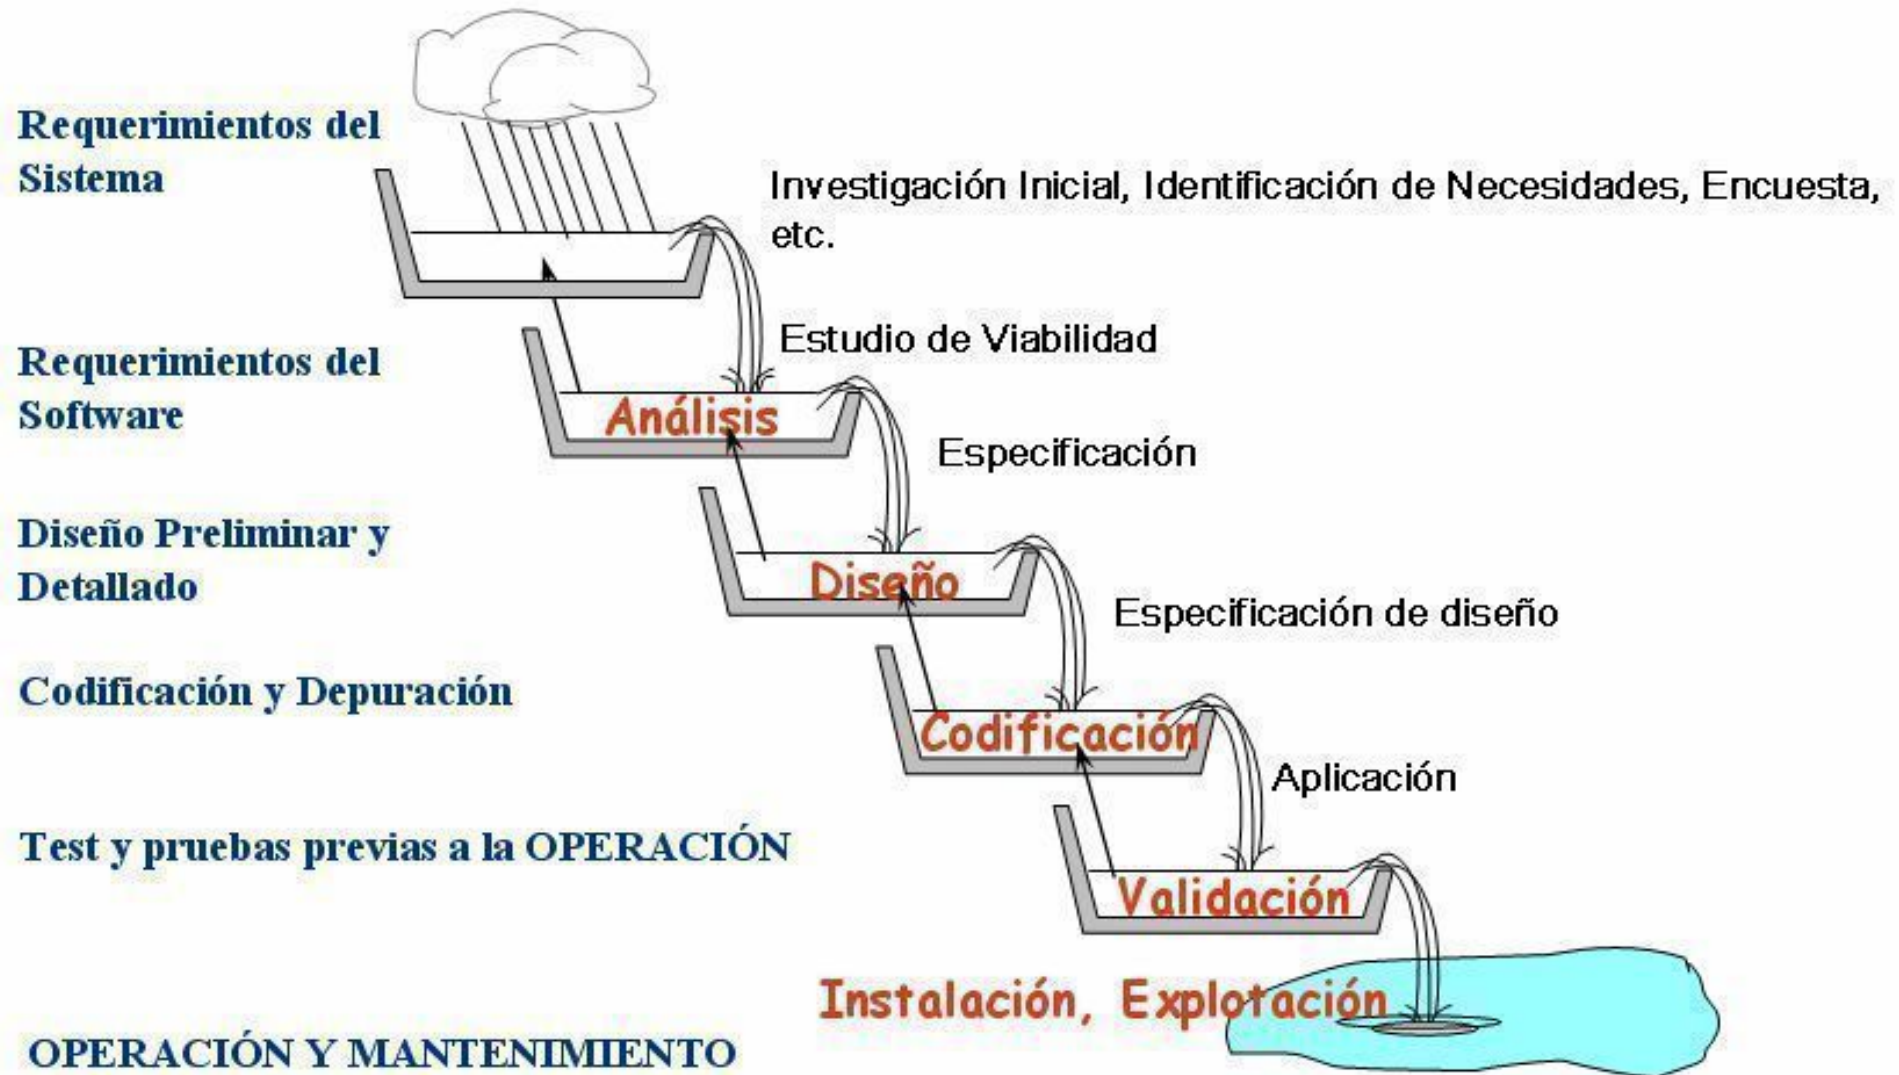 Requerimientos del
Sistema
Investigación Inicial, Identificación de Necesidades, Encuesta,
etc.
Estudio de Viabilidad
Requerimientos del
Software
Análisis
Especificación
Diseño Preliminar y
Detallado
Diseño
Especificación de diseño
Codificación y Depuración
Codificación
Aplicación
Test y pruebas previas a la OPERACIÓN
Validación
Instalación, Explotación
OPERACIÓN Y MANTENIMIENTO